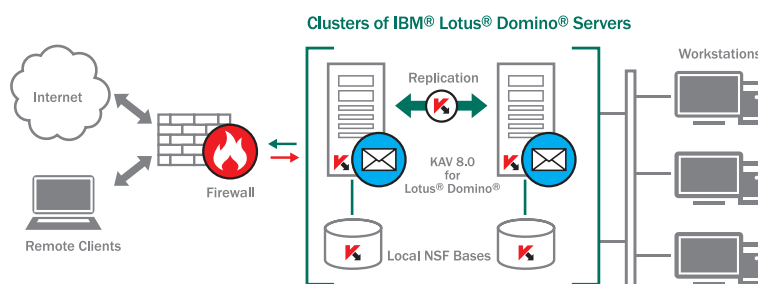 Clusters of IBM® Lotus® Domino® Servers
Internet
Remote Clients
Firewall
Replication
KAV 8.0
for
Lotus® Domino®
Local NSF Bases
Workstations